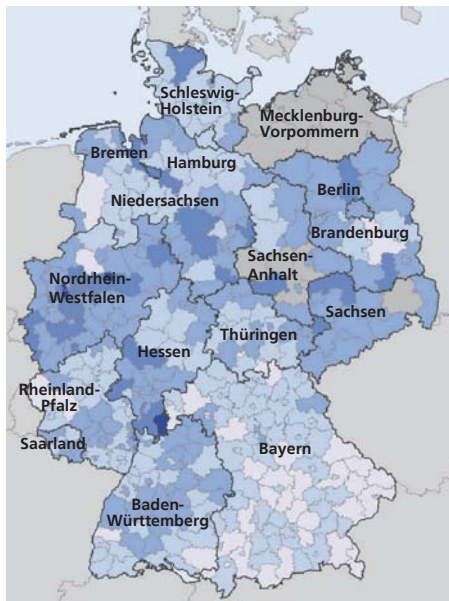 Schleswig-
Holstein
Mecklenburg-
Vorpommern
Bremen
Hamburg
Niedersachsen
Berlin
Brandenburg
Sachsen-
Anhalt
Nordrhein-
Westfalen
Sachsen
Thüringen
Hessen
Rheinland-
Pfalz
Saarland
Bayern
Baden-
Württemberg